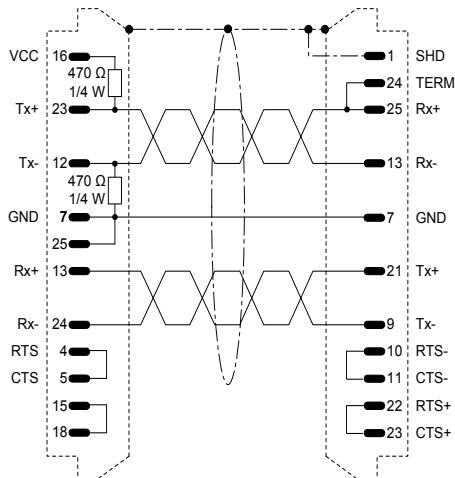 VCC 16 1 SHD
470 Ω
1/4 W
24 TERM
Tx+ 23 25 Rx+
Tx- 12 13 Rx-
470 Ω
1/4 W
GND 7 7 GND
25
Rx+ 13 21 Tx+
Rx- 24 9 Tx-
RTS 4 10 RTS-
CTS 5 11 CTS-
15 22 RTS+
18 23 CTS+